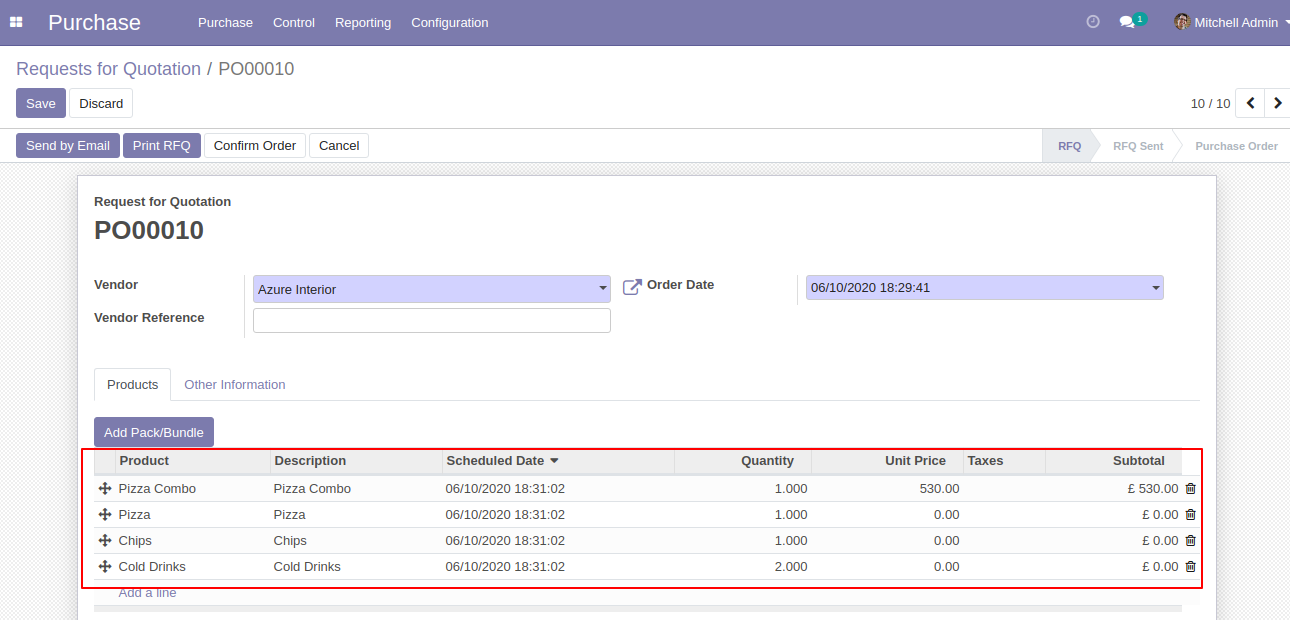 Purchase Purchase Control Reporting Configuration 1 Mitchell Admin
Requests for Quotation / PO00010
Save Discard 10 / 10
Send by Email Print RFQ Confirm Order Cancel RFQ RFQ Sent Purchase Order
Request for Quotation
PO00010
Vendor Azure Interior Order Date 06/10/2020 18:29:41
Vendor Reference
Products Other Information
Add Pack/Bundle
Product Description Scheduled Date Quantity Unit Price Taxes Subtotal
Pizza Combo Pizza Combo 06/10/2020 18:31:02 1.000 530.00 £ 530.00
Pizza Pizza 06/10/2020 18:31:02 1.000 0.00 £ 0.00
Chips Chips 06/10/2020 18:31:02 1.000 0.00 £ 0.00
Cold Drinks Cold Drinks 06/10/2020 18:31:02 2.000 0.00 £ 0.00
Add a line